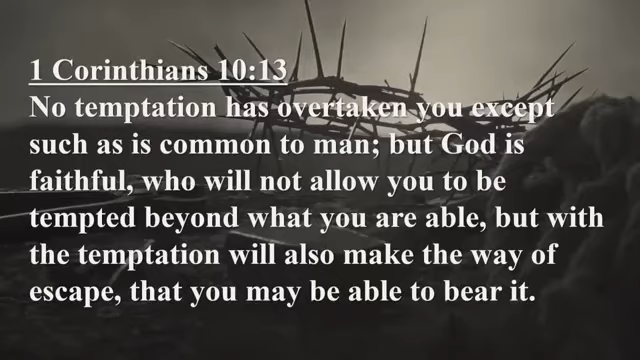 1 Corinthians 10:13
No temptation has overtaken you except
such as is common to man; but God is
faithful, who will not allow you to be
tempted beyond what you are able, but with
the temptation will also make the way of
escape, that you may be able to bear it.